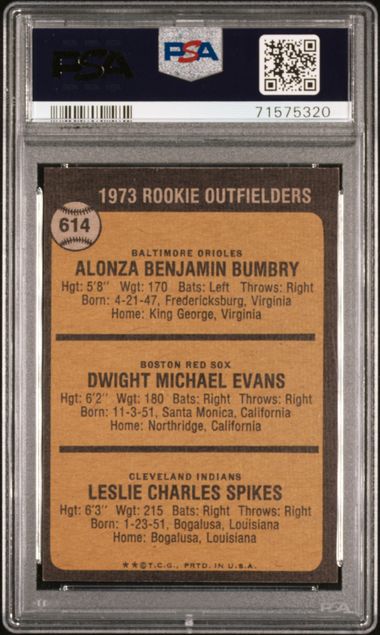 PSA
PSA
71575320
1973 ROOKIE OUTFIELDERS
614
BALTIMORE ORIOLES
ALONZA BENJAMIN BUMBRY
Hgt: 5'8" Wgt: 170 Bats: Left Throws: Right
Born: 4-21-47, Fredericksburg, Virginia
Home: King George, Virginia
BOSTON RED SOX
DWIGHT MICHAEL EVANS
Hgt: 6'2" Wgt: 180 Bats: Right Throws: Right
Born: 11-3-51, Santa Monica, California
Home: Northridge, California
CLEVELAND INDIANS
LESLIE CHARLES SPIKES
Hgt: 6'3" Wgt: 215 Bats: Right Throws: Right
Born: 1-23-51, Bogalusa, Louisiana
Home: Bogalusa, Louisiana
**©T.C.G., PRTD. IN U.S.A.
PSA